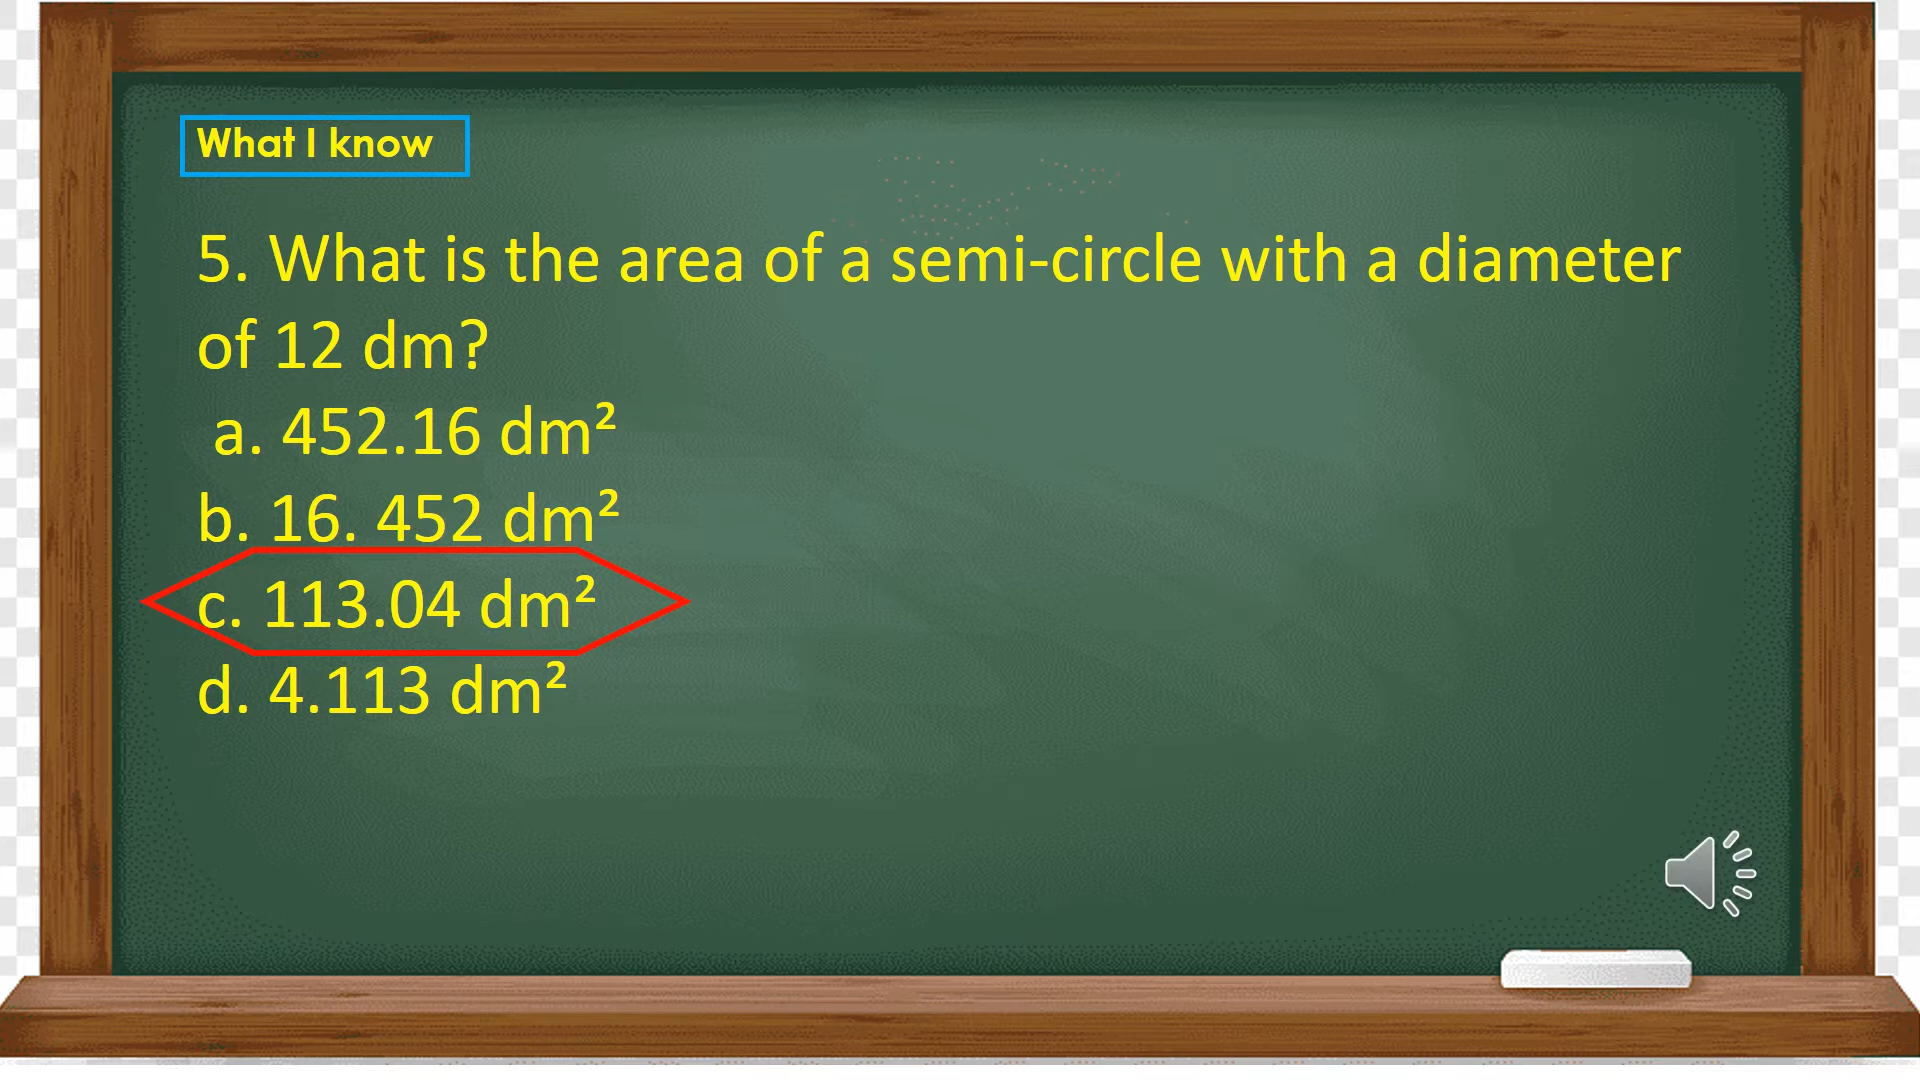 What I know
5. What is the area of a semi-circle with a diameter
of 12 dm?
a. 452.16 dm²
b. 16. 452 dm²
c. 113.04 dm²
d. 4.113 dm²